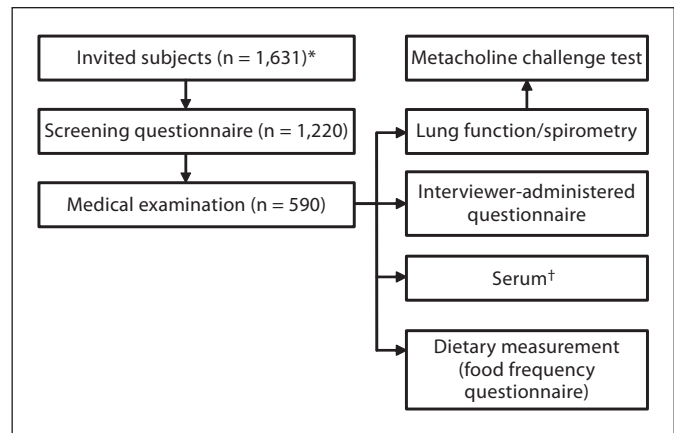 Invited subjects (n = 1,631)*
Screening questionnaire (n = 1,220)
Medical examination (n = 590)
Metacholine challenge test
Lung function/spirometry
Interviewer-administered
questionnaire
Serum†
Dietary measurement
(food frequency
questionnaire)